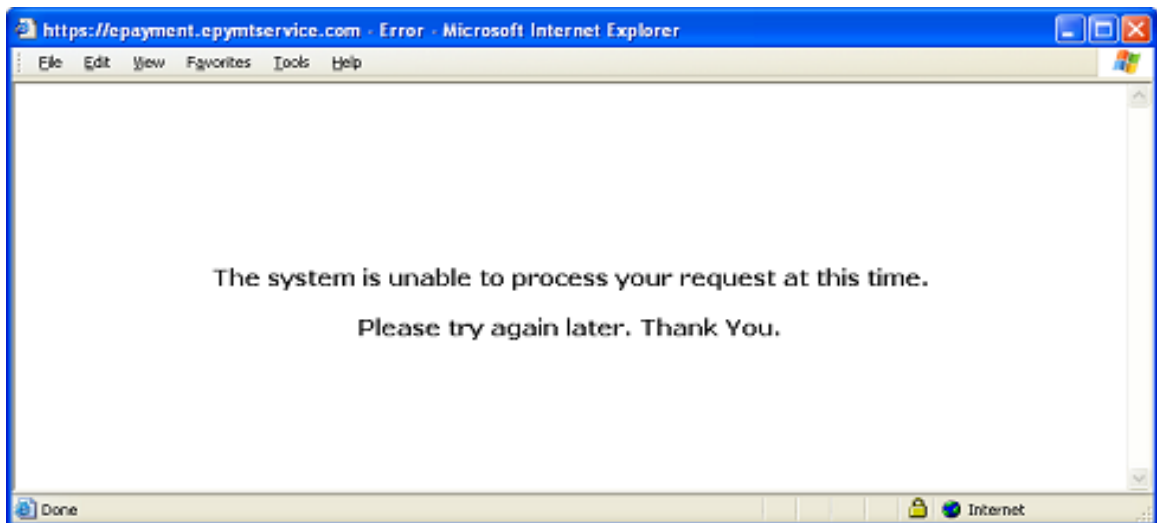 https://epayment.epymtservice.com - Error - Microsoft Internet Explorer
File Edit View Favorites Tools Help
The system is unable to process your request at this time.
Please try again later. Thank You.
Done Internet